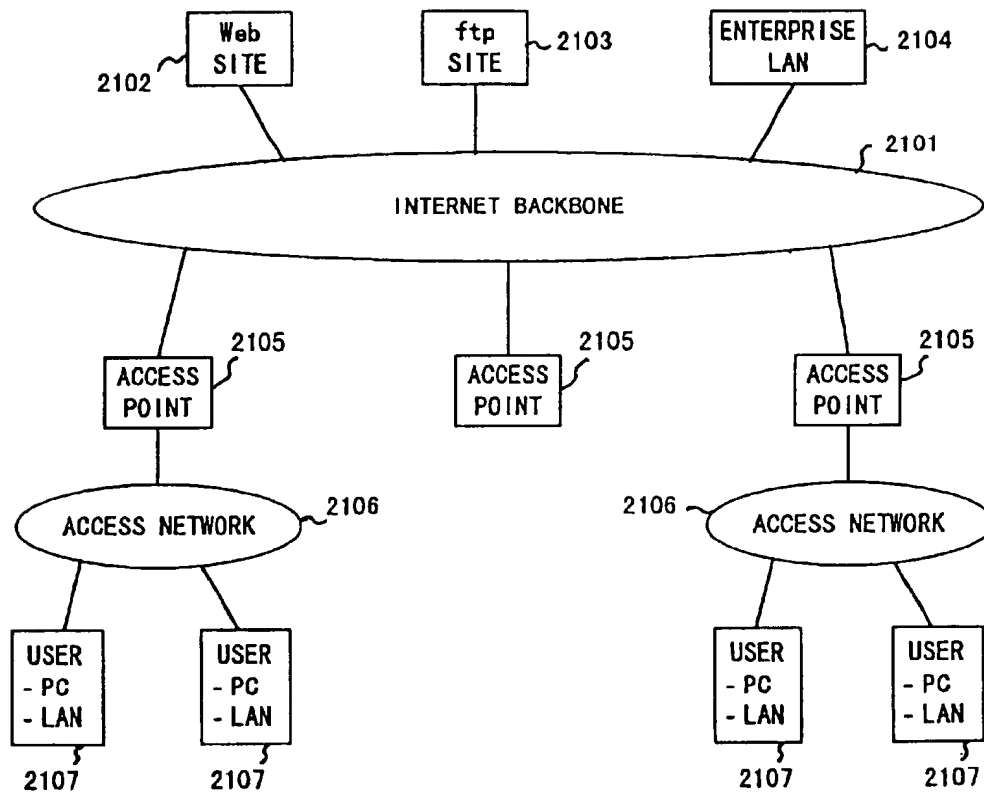 Web
SITE
2102
ftp
SITE
2103
ENTERPRISE
LAN
2104
2101
INTERNET BACKBONE
ACCESS
POINT
2105
ACCESS
POINT
2105
ACCESS
POINT
2105
ACCESS NETWORK
2106
2106
ACCESS NETWORK
USER
- PC
- LAN
2107
USER
- PC
- LAN
2107
USER
- PC
- LAN
2107
USER
- PC
- LAN
2107